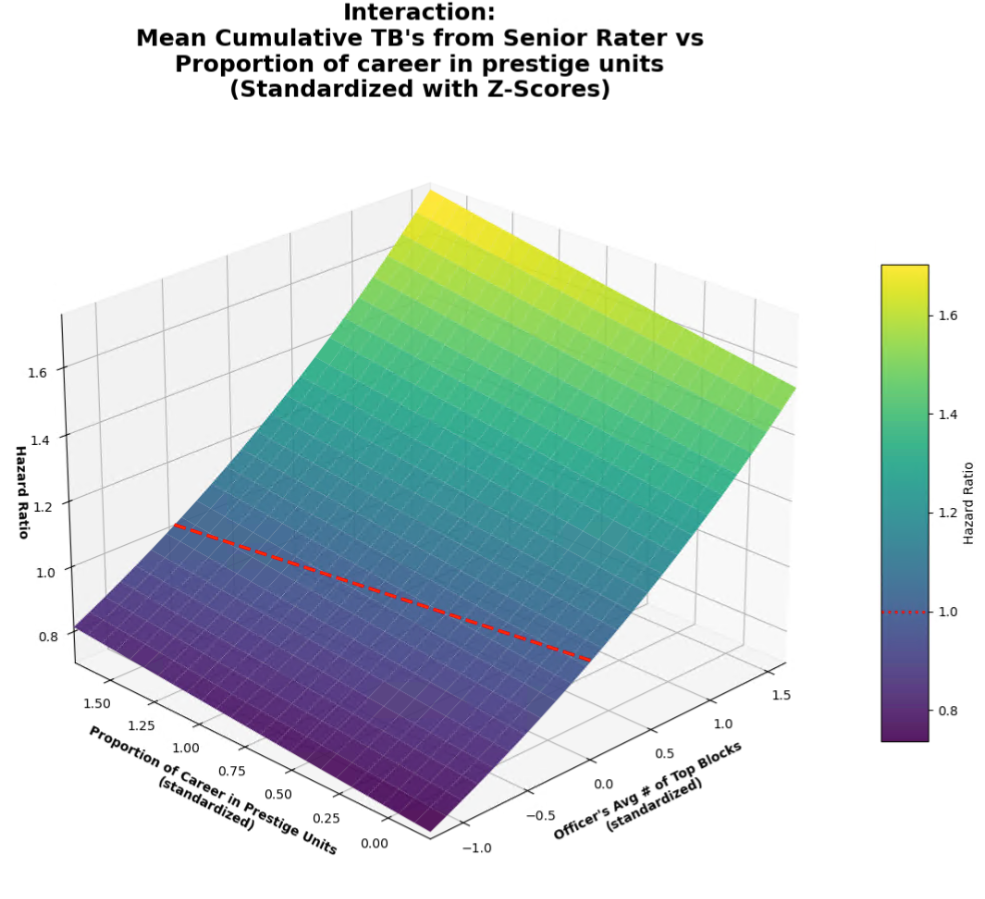 Interaction:
Mean Cumulative TB's from Senior Rater vs
Proportion of career in prestige units
(Standardized with Z-Scores)
1.6
1.4
1.2
1.0
0.8
Hazard Ratio
1.50
1.25
1.00
0.75
0.50
0.25
0.00
Proportion of Career in Prestige Units
(standardized)
−1.0
−0.5
0.0
0.5
1.0
1.5
Officer's Avg # of Top Blocks
(standardized)
1.6
1.4
1.2
1.0
0.8
Hazard Ratio